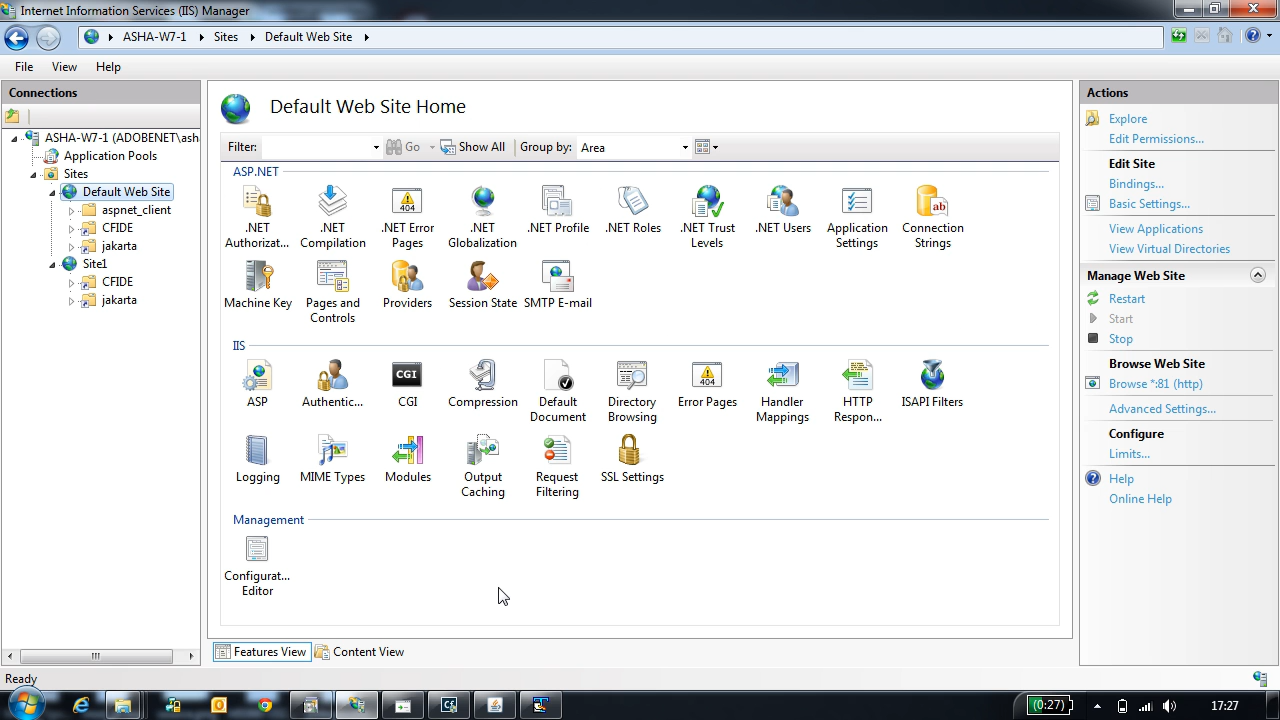 Internet Information Services (IIS) Manager
ASHA-W7-1 Sites Default Web Site
File View Help
Connections
ASHA-W7-1 (ADOBENET\ash
Application Pools
Sites
Default Web Site
aspnet_client
CFIDE
jakarta
Site1
CFIDE
jakarta
Default Web Site Home
Filter: Go Show All Group by: Area
ASP.NET
.NET Authorizat...
.NET Compilation
.NET Error Pages
.NET Globalization
.NET Profile
.NET Roles
.NET Trust Levels
.NET Users
Application Settings
Connection Strings
Machine Key
Pages and Controls
Providers
Session State
SMTP E-mail
IIS
ASP
Authentic...
CGI
Compression
Default Document
Directory Browsing
Error Pages
Handler Mappings
HTTP Respon...
ISAPI Filters
Logging
MIME Types
Modules
Output Caching
Request Filtering
SSL Settings
Management
Configurat... Editor
Features View Content View
Actions
Explore
Edit Permissions...
Edit Site
Bindings...
Basic Settings...
View Applications
View Virtual Directories
Manage Web Site
Restart
Start
Stop
Browse Web Site
Browse *:81 (http)
Advanced Settings...
Configure
Limits...
Help
Online Help
Ready
(0:27) 17:27